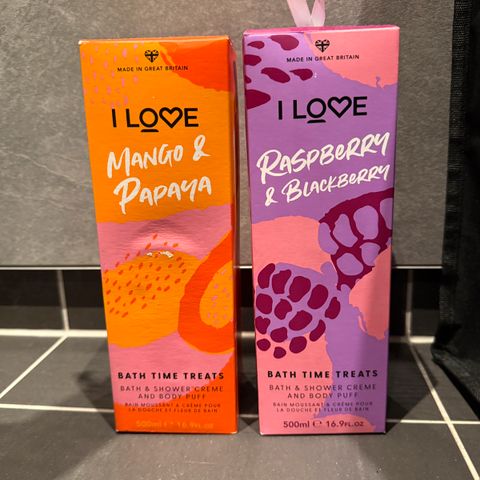 MADE IN GREAT BRITAIN
I LOVE
MANGO &
PAPAYA
BATH TIME TREATS
BATH & SHOWER CREME
AND BODY PUFF
BAIN MOUSSANT & CRÈME POUR
LA DOUCHE ET FLEUR DE BAIN
500ml e 16.9FL.OZ
MADE IN GREAT BRITAIN
I LOVE
RASPBERRY
& BLACKBERRY
BATH TIME TREATS
BATH & SHOWER CREME
AND BODY PUFF
BAIN MOUSSANT & CRÈME POUR
LA DOUCHE ET FLEUR DE BAIN
500ml e 16.9FL.OZ